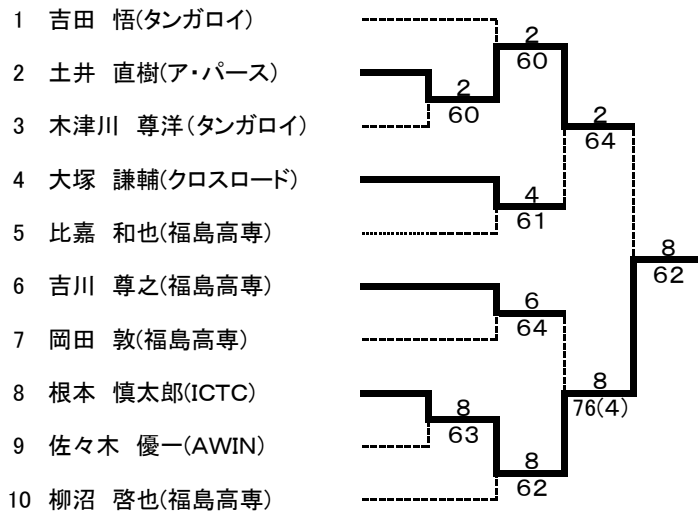 1 吉田 悟(タンガロイ)
2 土井 直樹(ア・パース)
3 木津川 尊洋(タンガロイ)
4 大塚 謙輔(クロスロード)
5 比嘉 和也(福島高専)
6 吉川 尊之(福島高専)
7 岡田 敦(福島高専)
8 根本 慎太郎(ICTC)
9 佐々木 優一(AWIN)
10 柳沼 啓也(福島高専)
2
60
8
63
2
60
4
61
6
64
8
62
2
64
8
76(4)
8
62